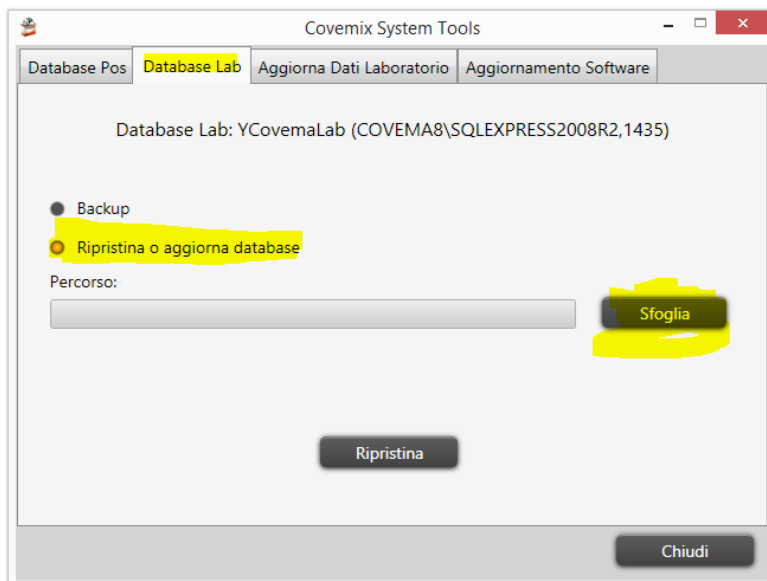 Covemix System Tools
Database Pos Database Lab Aggiorna Dati Laboratorio Aggiornamento Software
Database Lab: YCovemaLab (COVEMA8\SQLEXPRESS2008R2,1435)
Backup
Ripristina o aggiorna database
Percorso:
Sfoglia
Ripristina
Chiudi